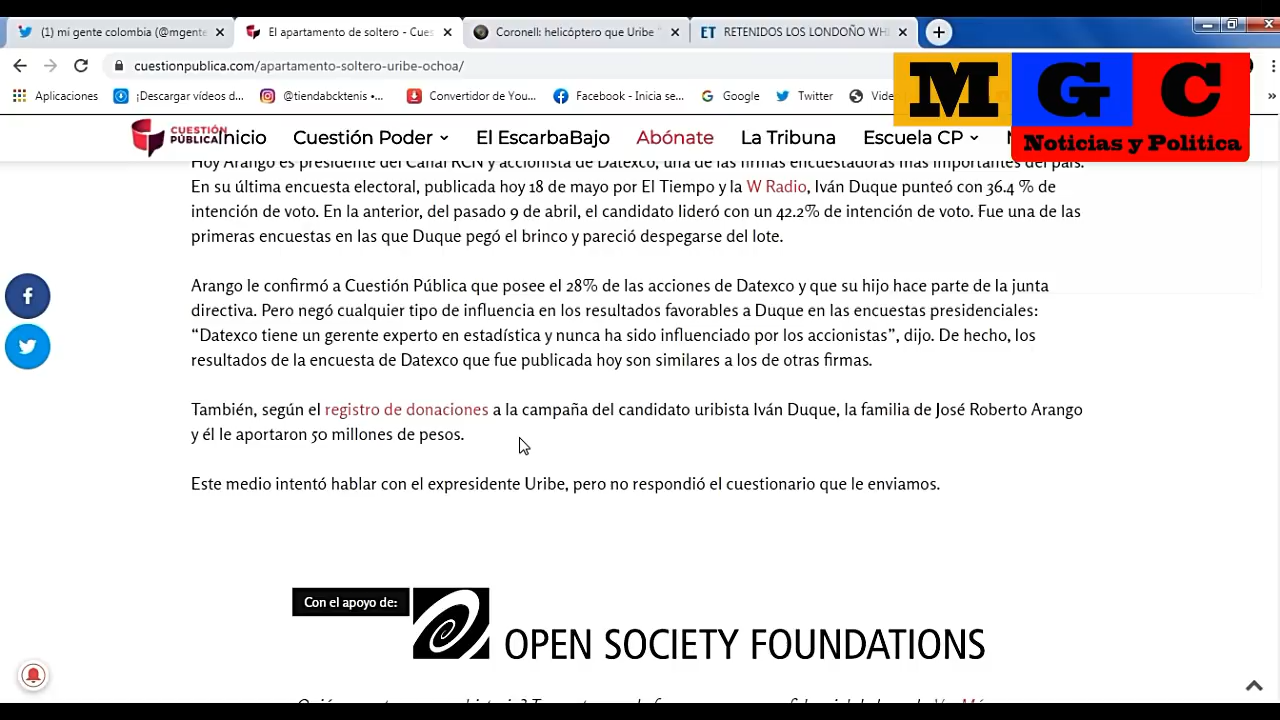 (1) mi gente colombia (@mgente
El apartamento de soltero - Cues
Coronell: helicóptero que Uribe "
ET RETENIDOS LOS LONDOÑO WHI
cuestionpublica.com/apartamento-soltero-uribe-ochoa/
Aplicaciones
¡Descargar vídeos d...
@tiendabcktenis •...
Convertidor de You...
Facebook - Inicia se...
Google
Twitter
»
MGC
Noticias y Politica
CUESTIÓN
PÚBLICA
Inicio
Cuestión Poder
El EscarbaBajo
Abónate
La Tribuna
Escuela CP
Hoy Arango es presidente del Canal RCN y accionista de Datexco, una de las firmas encuestadoras más importantes del país.
En su última encuesta electoral, publicada hoy 18 de mayo por El Tiempo y la W Radio, Iván Duque punteó con 36.4 % de
intención de voto. En la anterior, del pasado 9 de abril, el candidato lideró con un 42.2% de intención de voto. Fue una de las
primeras encuestas en las que Duque pegó el brinco y pareció despegarse del lote.
Arango le confirmó a Cuestión Pública que posee el 28% de las acciones de Datexco y que su hijo hace parte de la junta
directiva. Pero negó cualquier tipo de influencia en los resultados favorables a Duque en las encuestas presidenciales:
“Datexco tiene un gerente experto en estadística y nunca ha sido influenciado por los accionistas”, dijo. De hecho, los
resultados de la encuesta de Datexco que fue publicada hoy son similares a los de otras firmas.
También, según el registro de donaciones a la campaña del candidato uribista Iván Duque, la familia de José Roberto Arango
y él le aportaron 50 millones de pesos.
Este medio intentó hablar con el expresidente Uribe, pero no respondió el cuestionario que le enviamos.
Con el apoyo de:
OPEN SOCIETY FOUNDATIONS